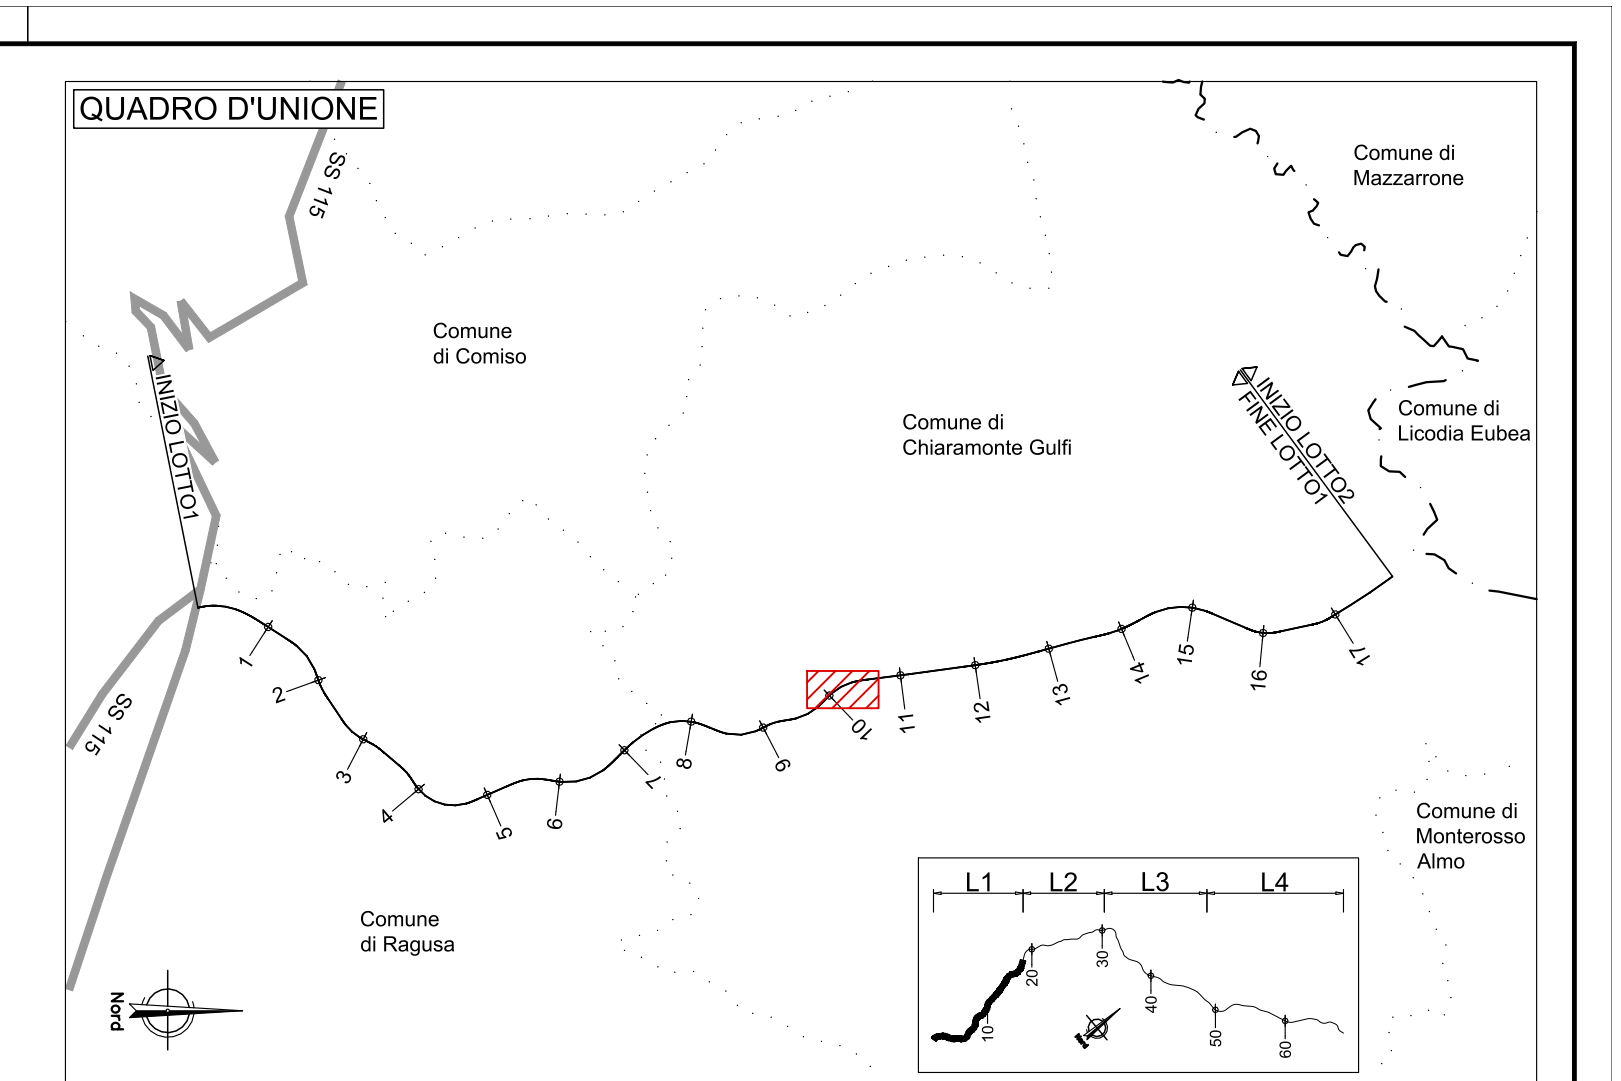 QUADRO D'UNIONE
SS 115
Comune di
Mazzarrone
Comune
di Comiso
INIZIO LOTTO1
Comune di
Chiaramonte Gulfi
INIZIO LOTTO2
FINE LOTTO1
Comune di
Licodia Eubea
1
2
3
4
5
6
7
8
9
10
11
12
13
14
15
16
17
SS 115
Comune di
Monterosso
Almo
Comune
di Ragusa
Nord
L1
L2
L3
L4
10
20
30
40
50
60